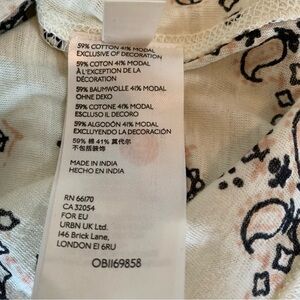 59% COTTON 41% MODAL
EXCLUSIVE OF DECORATION
59% COTON 41% MODAL
À L'EXCEPTION DE LA
DÉCORATION
59% BAUMWOLLE 41% MODAL
OHNE DEKO
59% COTONE 41% MODAL
ESCLUSO IL DECORO
59% ALGODÓN 41% MODAL
EXCLUYENDO LA DECORACIÓN
59% 棉 41% 莫代尔
不包括装饰
MADE IN INDIA
HECHO EN INDIA
RN 66170
CA 32054
FOR EU
URBN UK Ltd.
146 Brick Lane,
LONDON E1 6RU
OB1169858